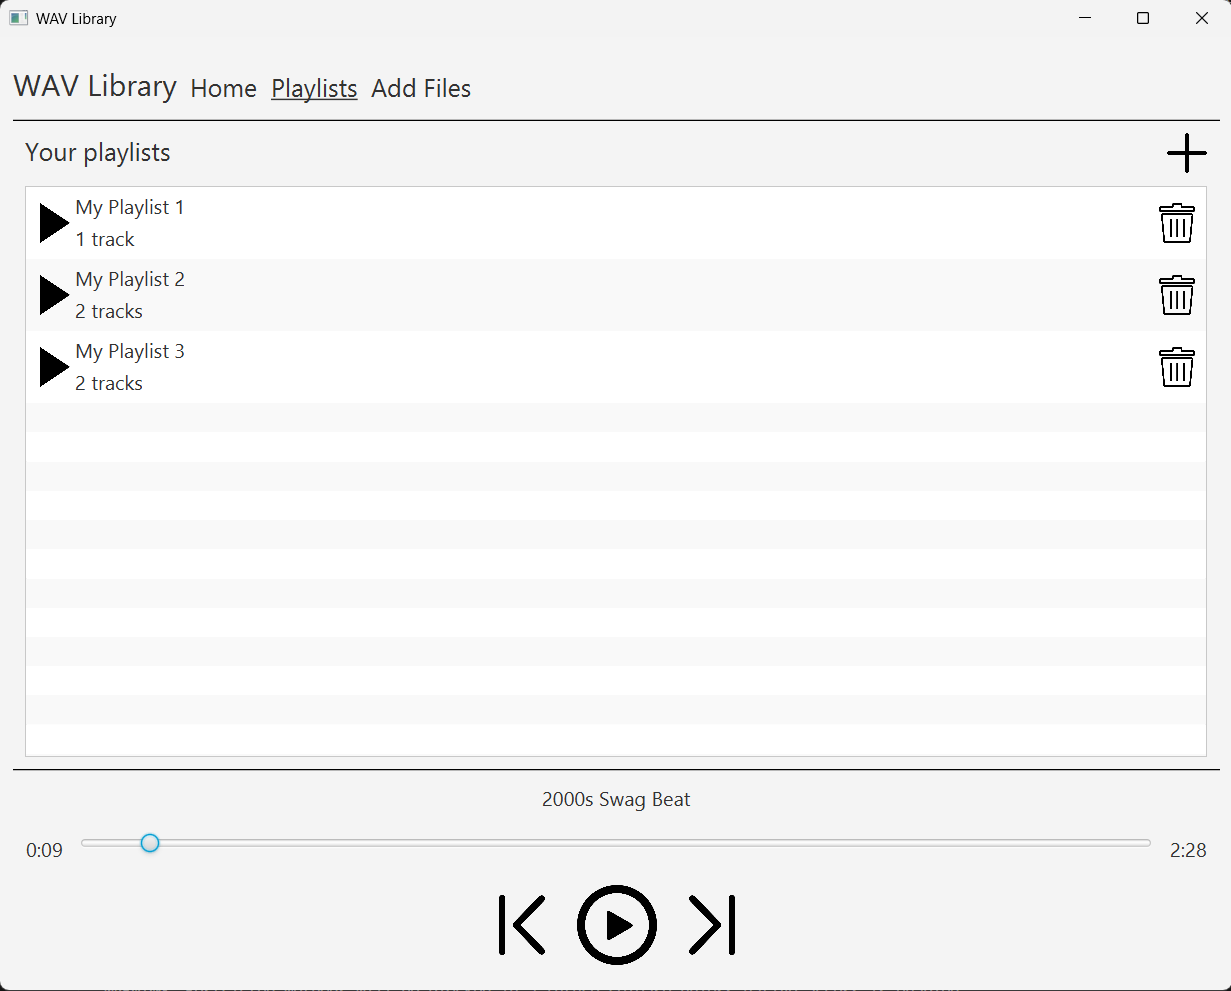 WAV Library
WAV Library Home Playlists Add Files
Your playlists
My Playlist 1
1 track
My Playlist 2
2 tracks
My Playlist 3
2 tracks
2000s Swag Beat
0:09 2:28